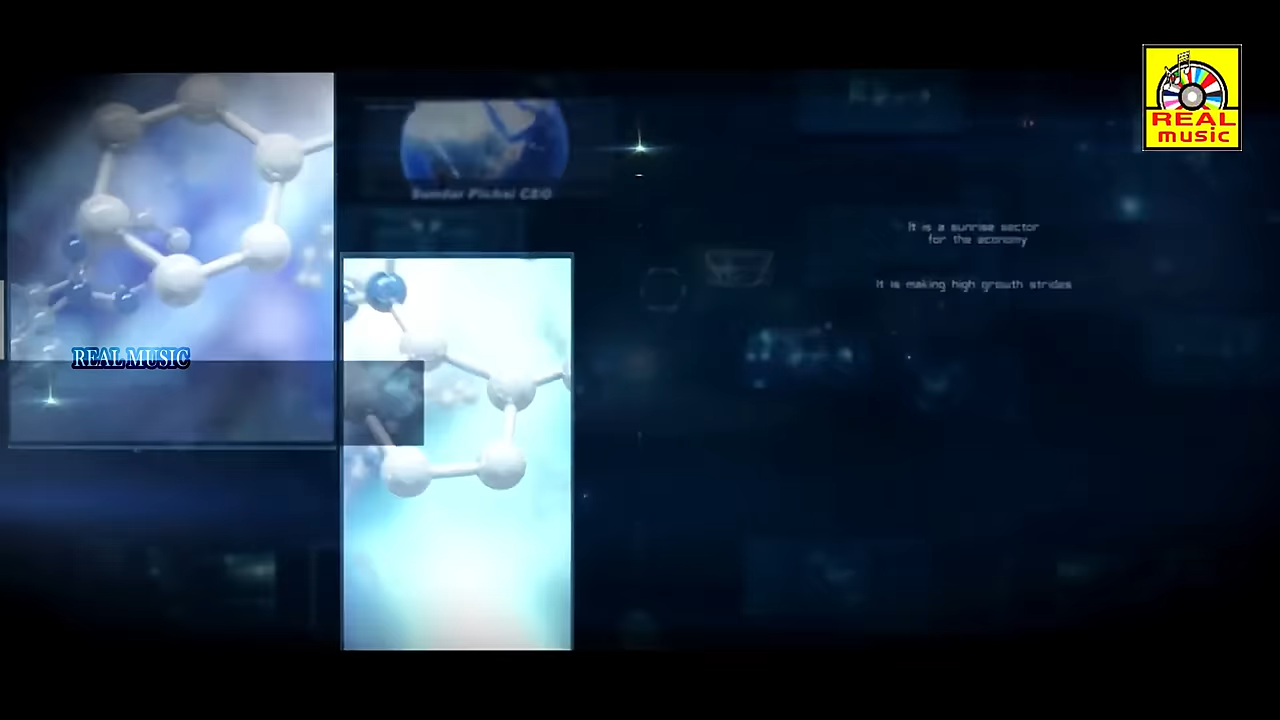 REAL
music
Sundar Pichai CEO
It is a sunrise sector
for the economy
It is making high growth strides
REAL MUSIC